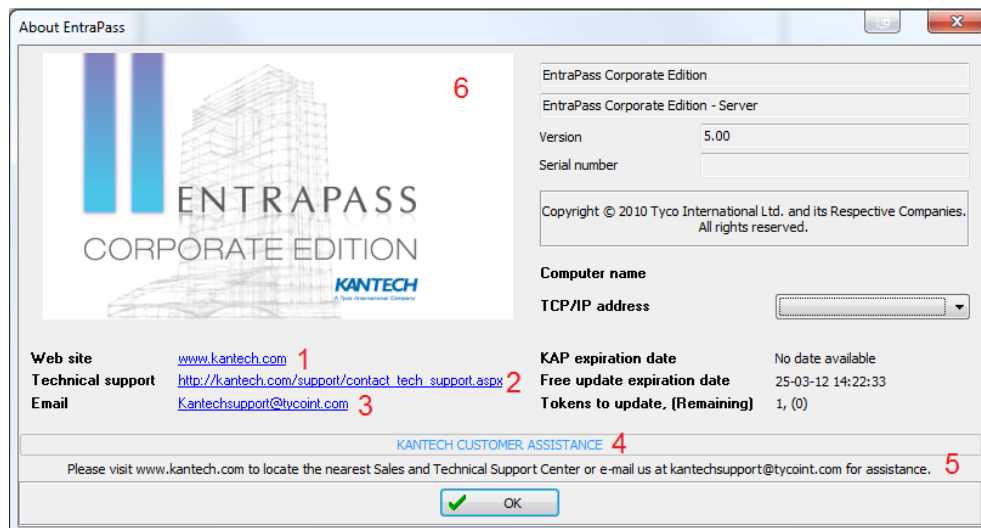 About EntraPass
6
ENTRAPASS
CORPORATE EDITION
KANTECH
A Tyco International Company
EntraPass Corporate Edition
EntraPass Corporate Edition - Server
Version 5.00
Serial number
Copyright © 2010 Tyco International Ltd. and its Respective Companies.
All rights reserved.
Computer name
TCP/IP address
Web site www.kantech.com 1
Technical support http://kantech.com/support/contact_tech_support.aspx 2
Email Kantechsupport@tycoint.com 3
KAP expiration date No date available
Free update expiration date 25-03-12 14:22:33
Tokens to update, (Remaining) 1, (0)
KANTECH CUSTOMER ASSISTANCE 4
Please visit www.kantech.com to locate the nearest Sales and Technical Support Center or e-mail us at kantechsupport@tycoint.com for assistance. 5
OK